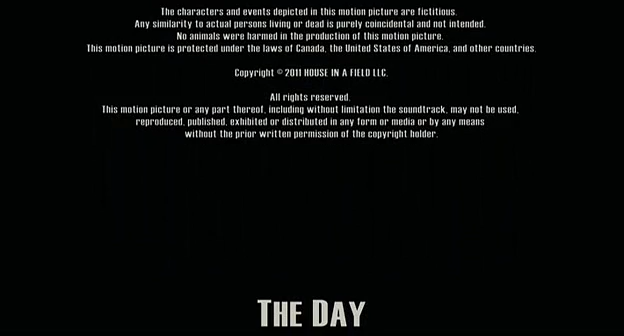 The characters and events depicted in this motion picture are fictitious.
Any similarity to actual persons living or dead is purely coincidental and not intended.
No animals were harmed in the production of this motion picture.
This motion picture is protected under the laws of Canada, the United States of America, and other countries.
Copyright © 2011 HOUSE IN A FIELD LLC.
All rights reserved.
This motion picture or any part thereof, including without limitation the soundtrack, may not be used,
reproduced, published, exhibited or distributed in any form or media or by any means
without the prior written permission of the copyright holder.
THE DAY